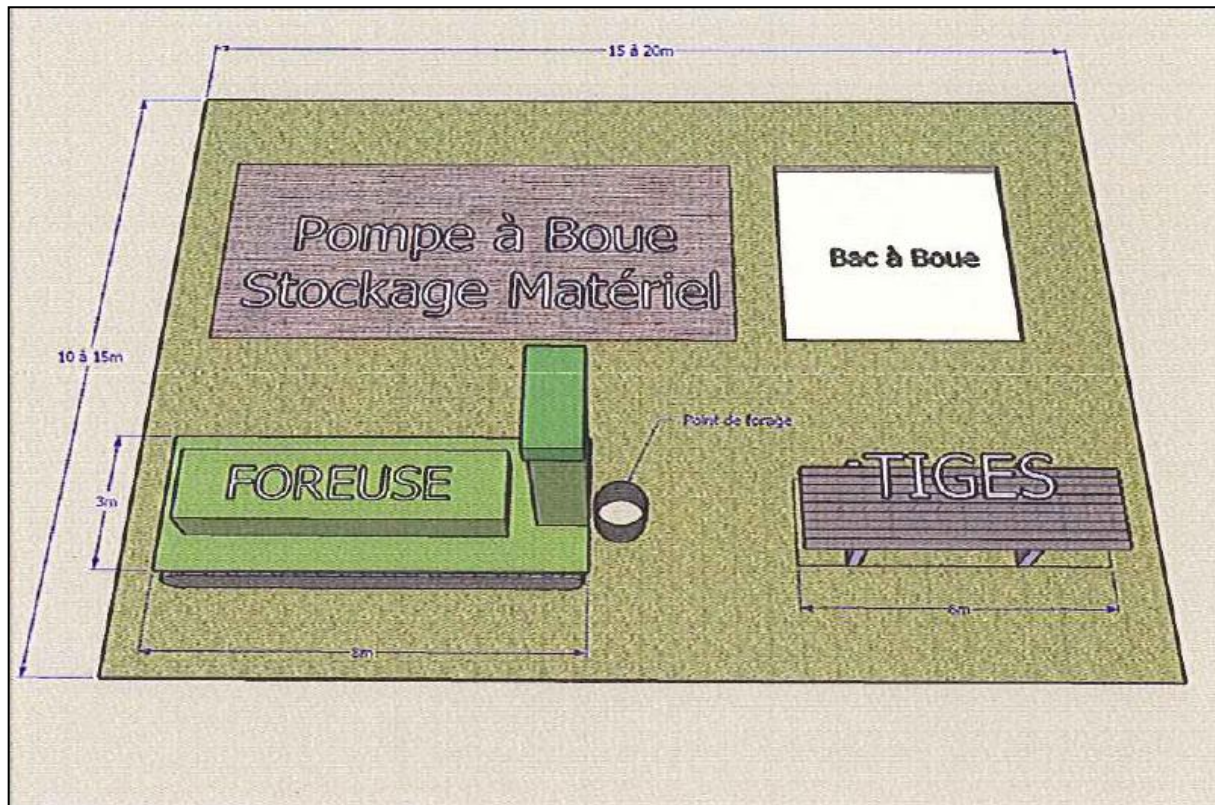 15 à 20m
Pompe à Boue
Stockage Matériel
Bac à Boue
10 à 15m
Point de forage
FOREUSE
TIGES
3m
6m
8m